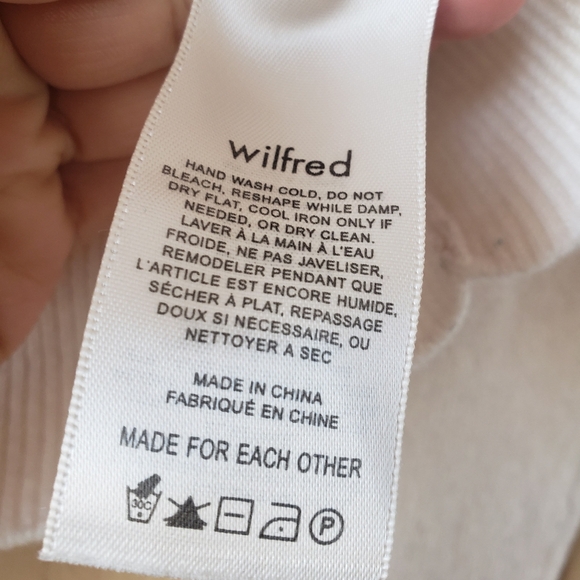 wilfred
HAND WASH COLD, DO NOT
BLEACH, RESHAPE WHILE DAMP,
DRY FLAT, COOL IRON ONLY IF
NEEDED, OR DRY CLEAN.
LAVER À LA MAIN À L'EAU
FROIDE, NE PAS JAVELISER,
REMODELER PENDANT QUE
L'ARTICLE EST ENCORE HUMIDE,
SÉCHER À PLAT, REPASSAGE
DOUX SI NÉCESSAIRE, OU
NETTOYER A SEC
MADE IN CHINA
FABRIQUÉ EN CHINE
MADE FOR EACH OTHER
30C P